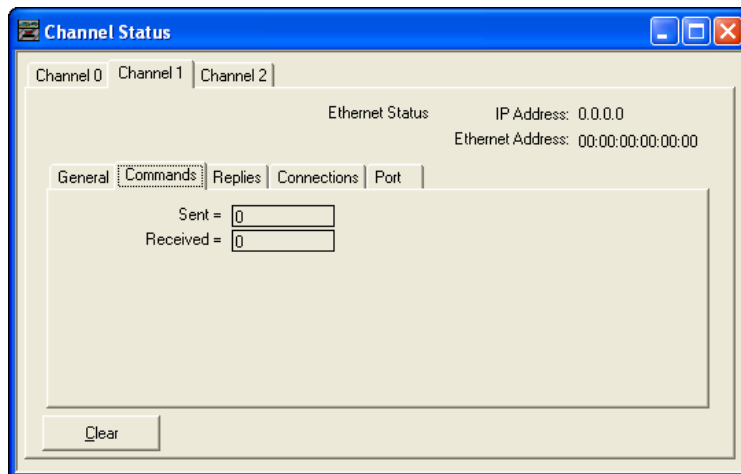 Channel Status
Channel 0 Channel 1 Channel 2
Ethernet Status IP Address: 0.0.0.0
Ethernet Address: 00:00:00:00:00:00
General Commands Replies Connections Port
Sent = 0
Received = 0
Clear